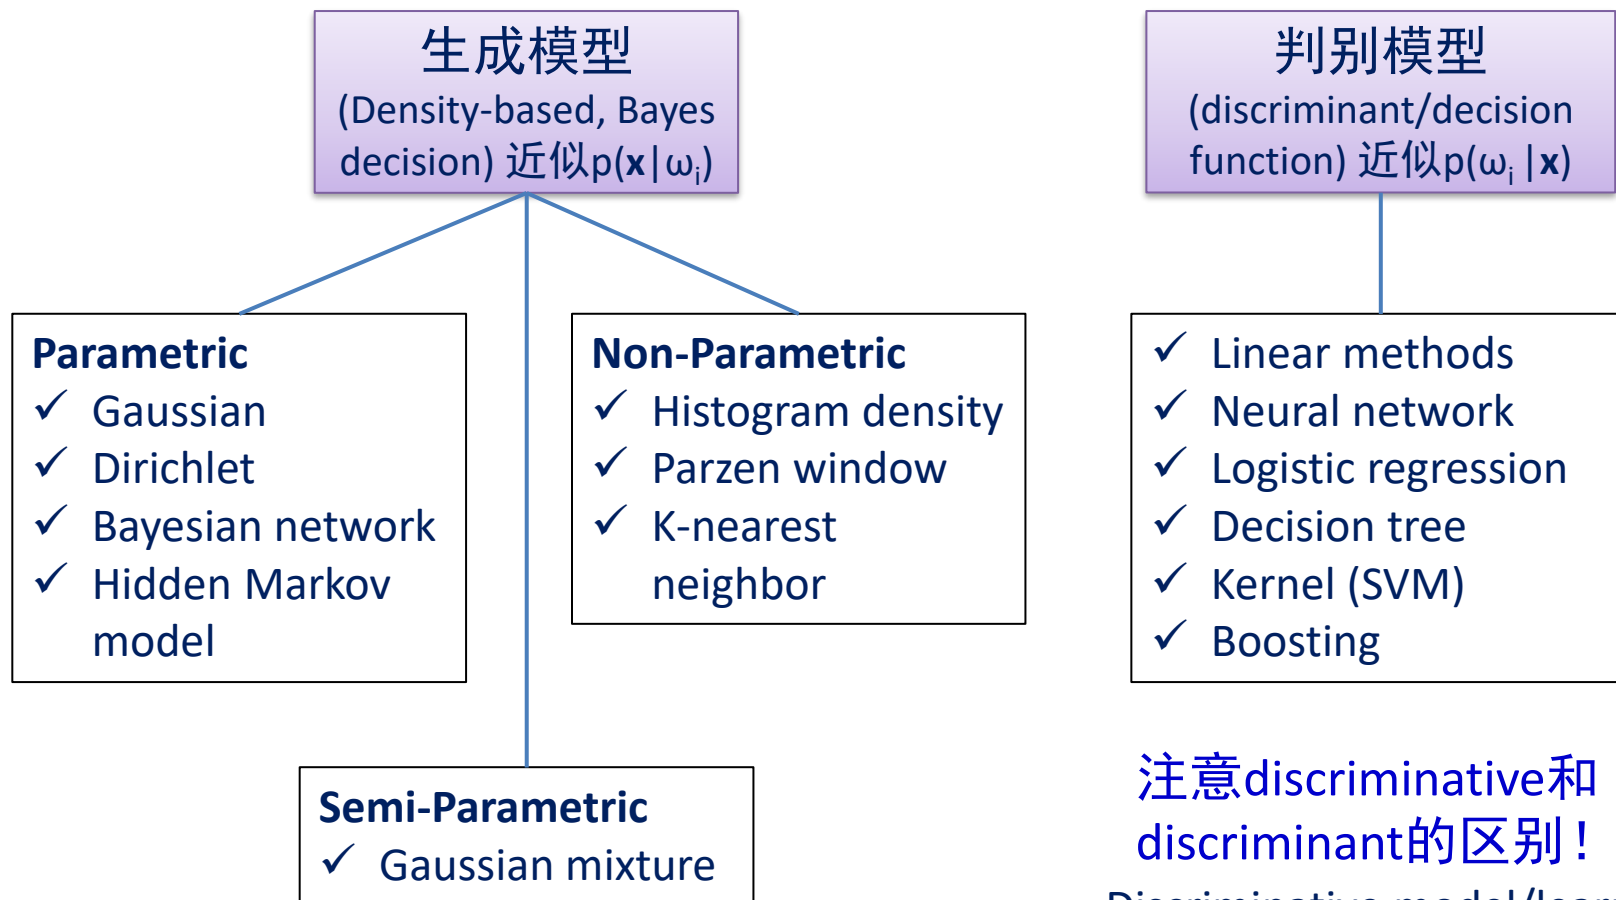 生成模型
(Density-based, Bayes
decision) 近似p(x|ωi)
判别模型
(discriminant/decision
function) 近似p(ωi |x)
Parametric
✓ Gaussian
✓ Dirichlet
✓ Bayesian network
✓ Hidden Markov
model
Non-Parametric
✓ Histogram density
✓ Parzen window
✓ K-nearest
neighbor
✓ Linear methods
✓ Neural network
✓ Logistic regression
✓ Decision tree
✓ Kernel (SVM)
✓ Boosting
Semi-Parametric
✓ Gaussian mixture
注意discriminative和
discriminant的区别！
Discriminative model/